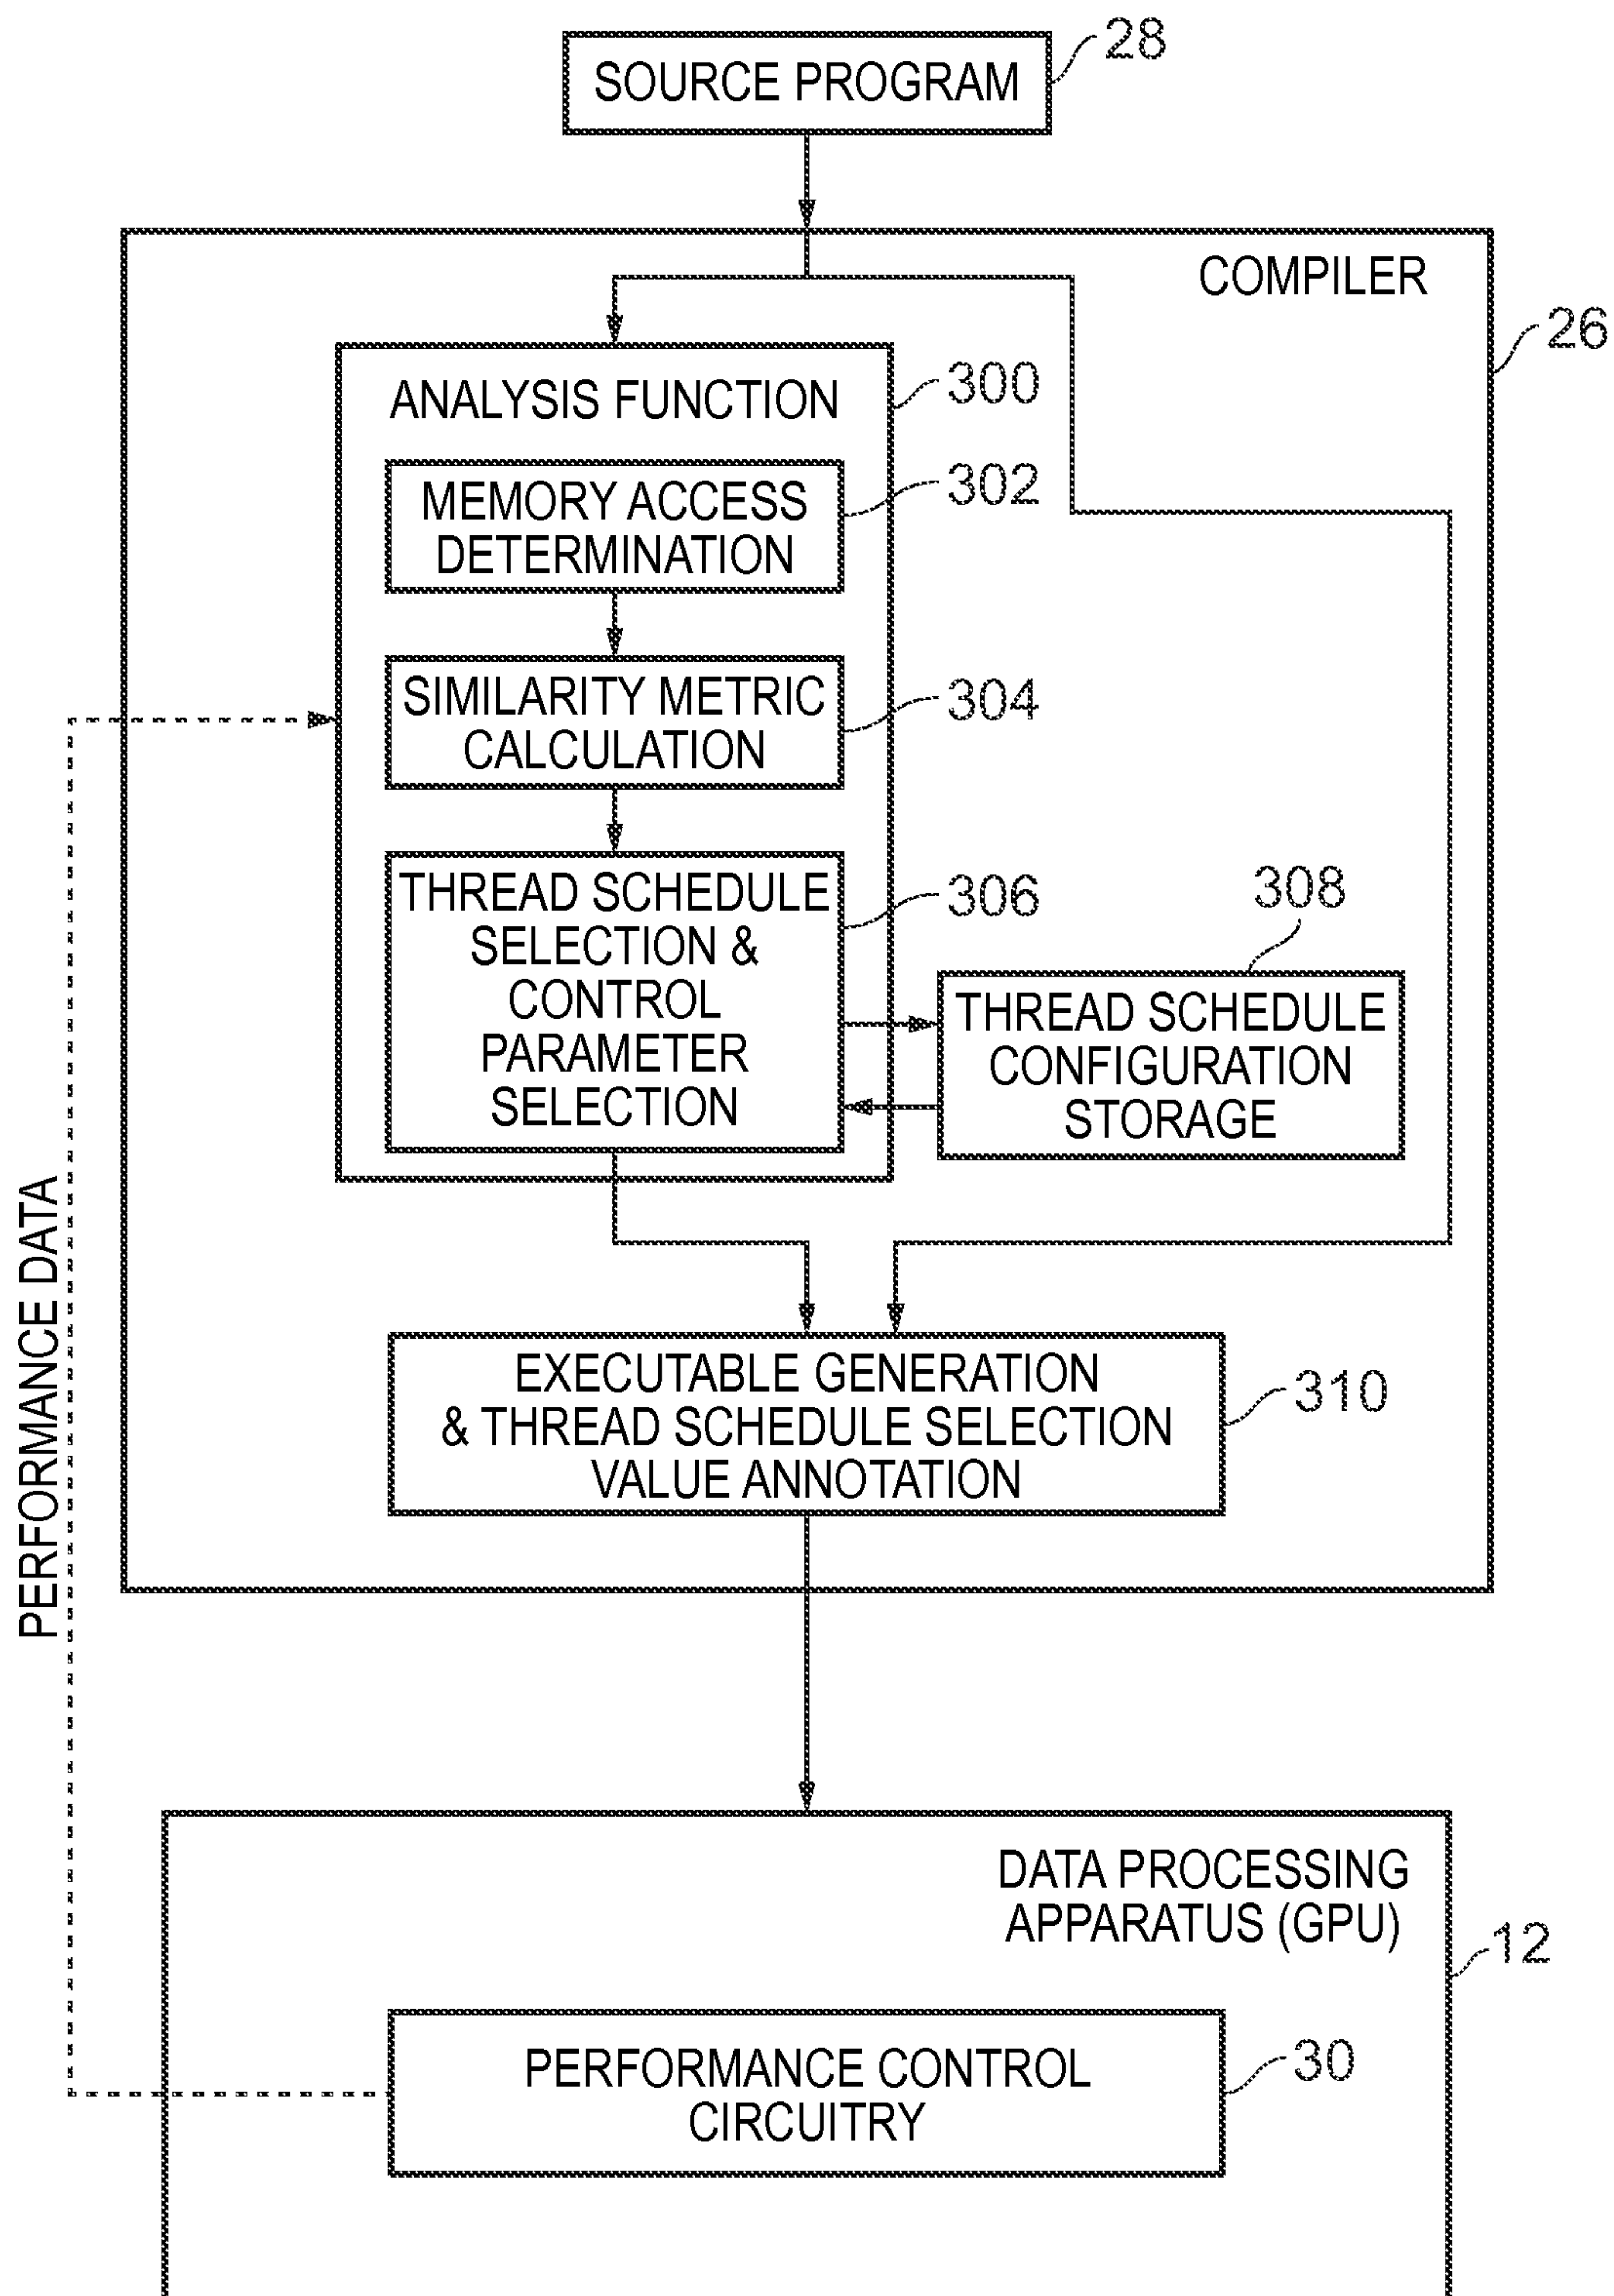 28
SOURCE PROGRAM
COMPILER
26
ANALYSIS FUNCTION
300
MEMORY ACCESS
DETERMINATION
302
SIMILARITY METRIC
CALCULATION
304
THREAD SCHEDULE
SELECTION &
CONTROL
PARAMETER
SELECTION
306
308
THREAD SCHEDULE
CONFIGURATION
STORAGE
PERFORMANCE DATA
EXECUTABLE GENERATION
& THREAD SCHEDULE SELECTION
VALUE ANNOTATION
310
DATA PROCESSING
APPARATUS (GPU)
12
PERFORMANCE CONTROL
CIRCUITRY
30